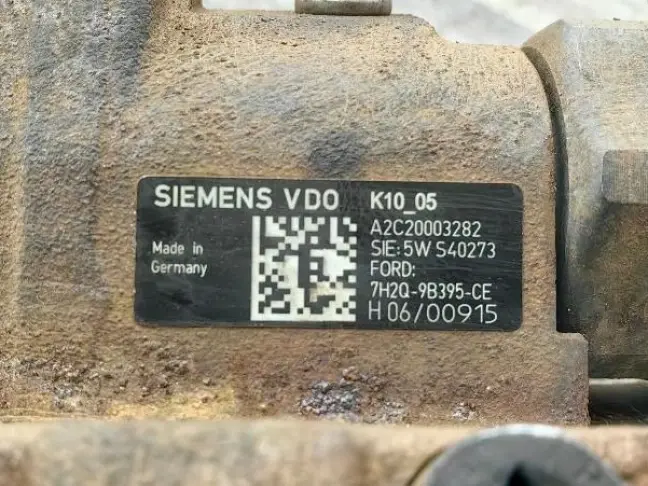 SIEMENS VDO K10_05
A2C20003282
SIE:5W S40273
Made in
Germany
FORD:
7H2Q-9B395-CE
H 06/00915